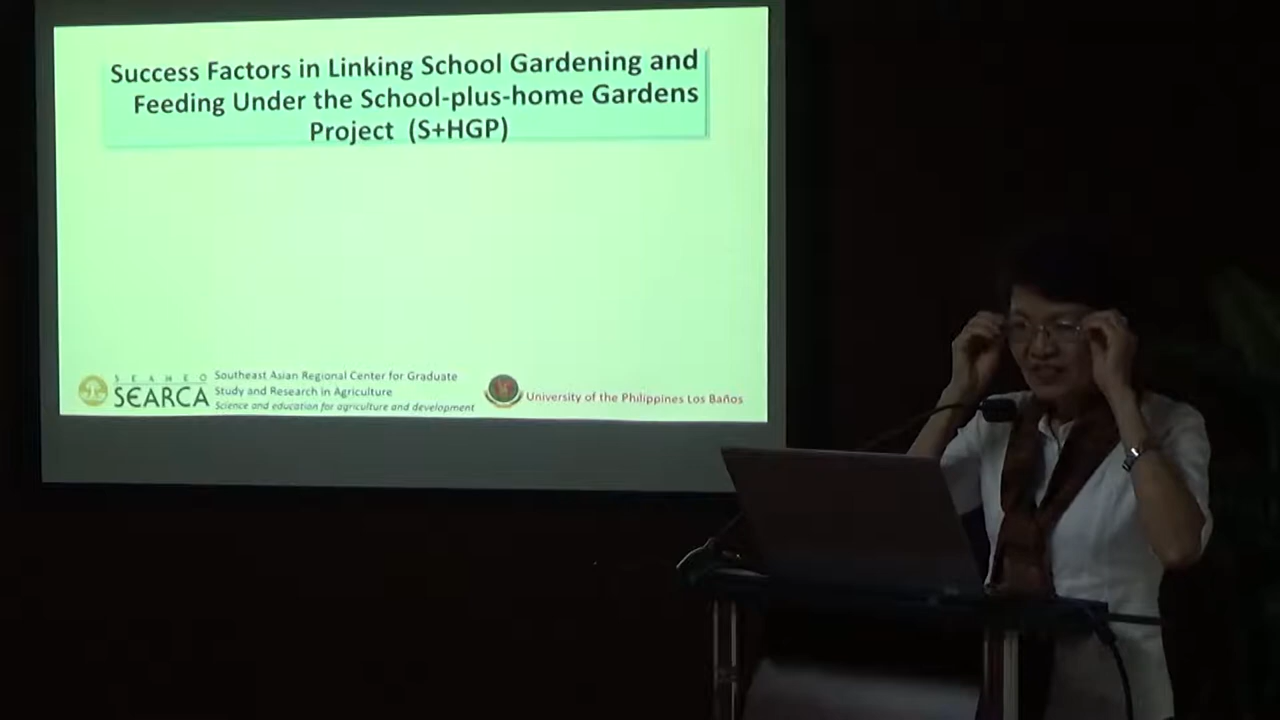 Success Factors in Linking School Gardening and
Feeding Under the School-plus-home Gardens
Project (S+HGP)
S E A M E O
SEARCA
Southeast Asian Regional Center for Graduate
Study and Research in Agriculture
Science and education for agriculture and development
University of the Philippines Los Baños